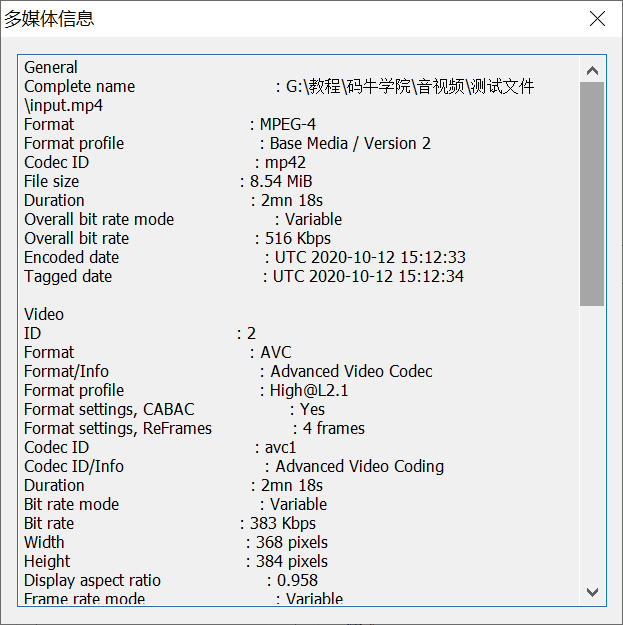 多媒体信息
General
Complete name : G:\教程\码牛学院\音视频\测试文件
\input.mp4
Format : MPEG-4
Format profile : Base Media / Version 2
Codec ID : mp42
File size : 8.54 MiB
Duration : 2mn 18s
Overall bit rate mode : Variable
Overall bit rate : 516 Kbps
Encoded date : UTC 2020-10-12 15:12:33
Tagged date : UTC 2020-10-12 15:12:34
Video
ID : 2
Format : AVC
Format/Info : Advanced Video Codec
Format profile : High@L2.1
Format settings, CABAC : Yes
Format settings, ReFrames : 4 frames
Codec ID : avc1
Codec ID/Info : Advanced Video Coding
Duration : 2mn 18s
Bit rate mode : Variable
Bit rate : 383 Kbps
Width : 368 pixels
Height : 384 pixels
Display aspect ratio : 0.958
Frame rate mode : Variable